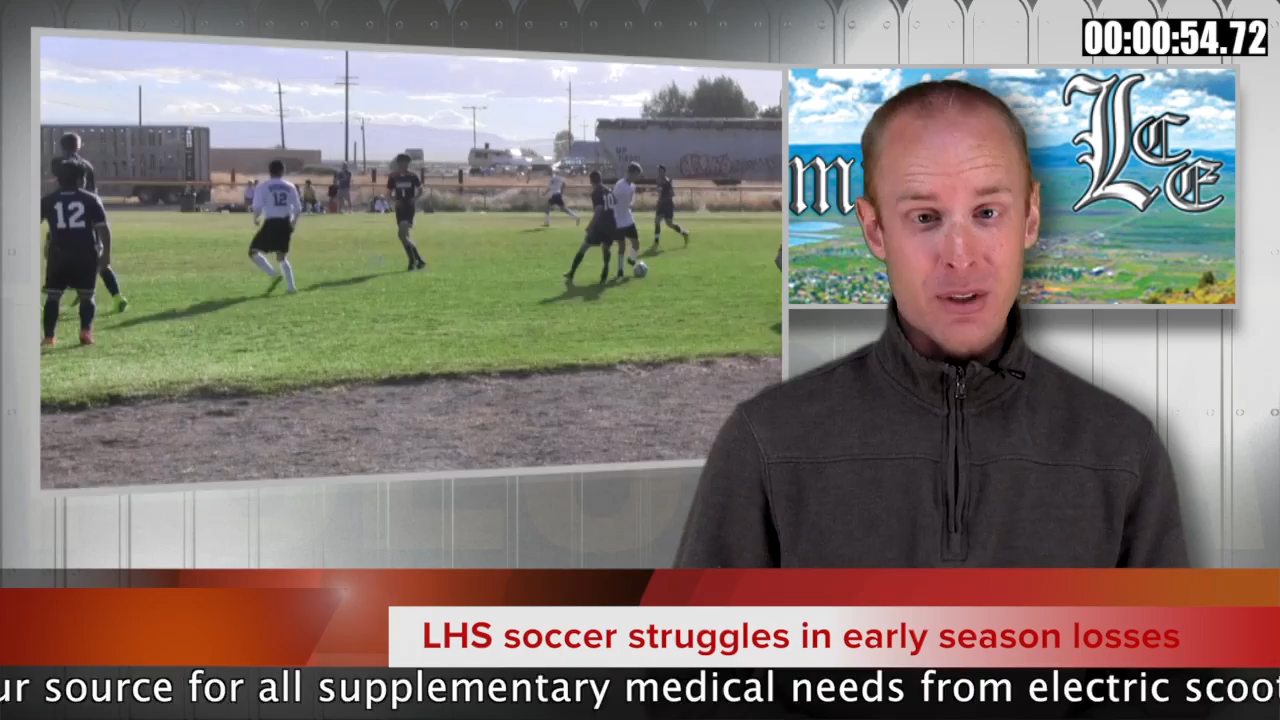 00:00:54.72
m
L
C
E
12
12
10
LHS soccer struggles in early season losses
ur source for all supplementary medical needs from electric scoot